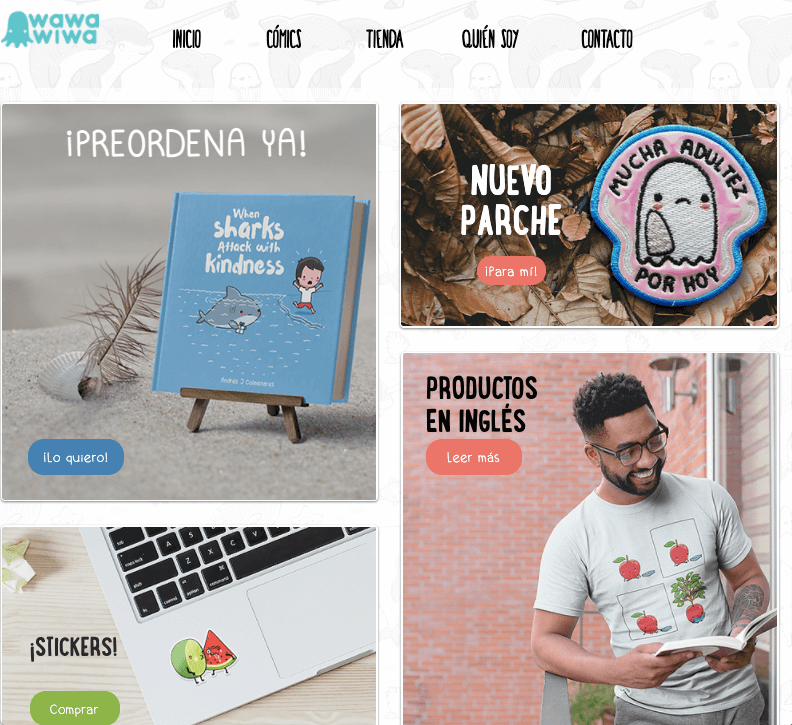 wawa
wiwa
INICIO
CÓMICS
TIENDA
QUIÉN SOY
CONTACTO
¡PREORDENA YA!
When
sharks
Attack with
kindness
Andrés J Colmenares
¡Lo quiero!
NUEVO
PARCHE
¡Para mí!
MUCHA ADULTEZ
POR HOY
PRODUCTOS
EN INGLÉS
Leer más
¡STICKERS!
Comprar